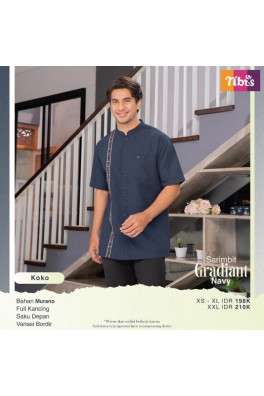 Nibi's
Sarimbit
Gradiant
Navy
Koko
Bahan Murano
Full Kancing
Saku Depan
Variasi Bordir
XS - XL IDR 198K
XXL IDR 210K